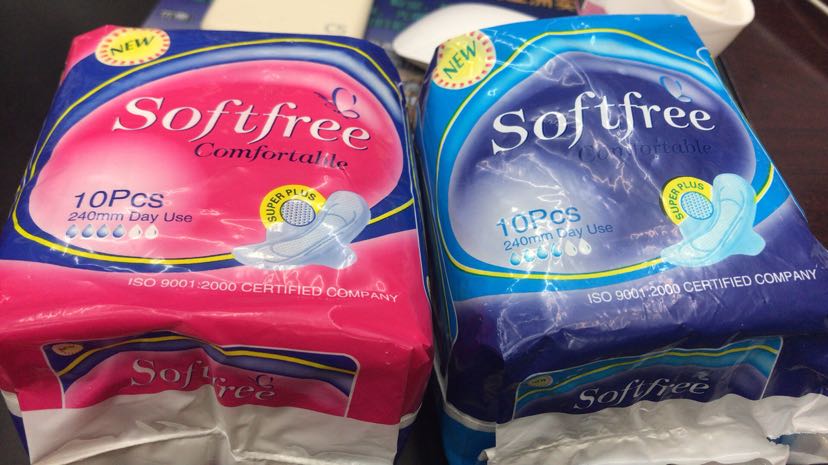 NEW
Softfree
Comfortable
10Pcs
240mm Day Use
SUPER PLUS
ISO 9001:2000 CERTIFIED COMPANY
Softfree
NEW
Softfree
Comfortable
10Pcs
240mm Day Use
SUPER PLUS
ISO 9001:2000 CERTIFIED COMPANY
NEW
Softfree